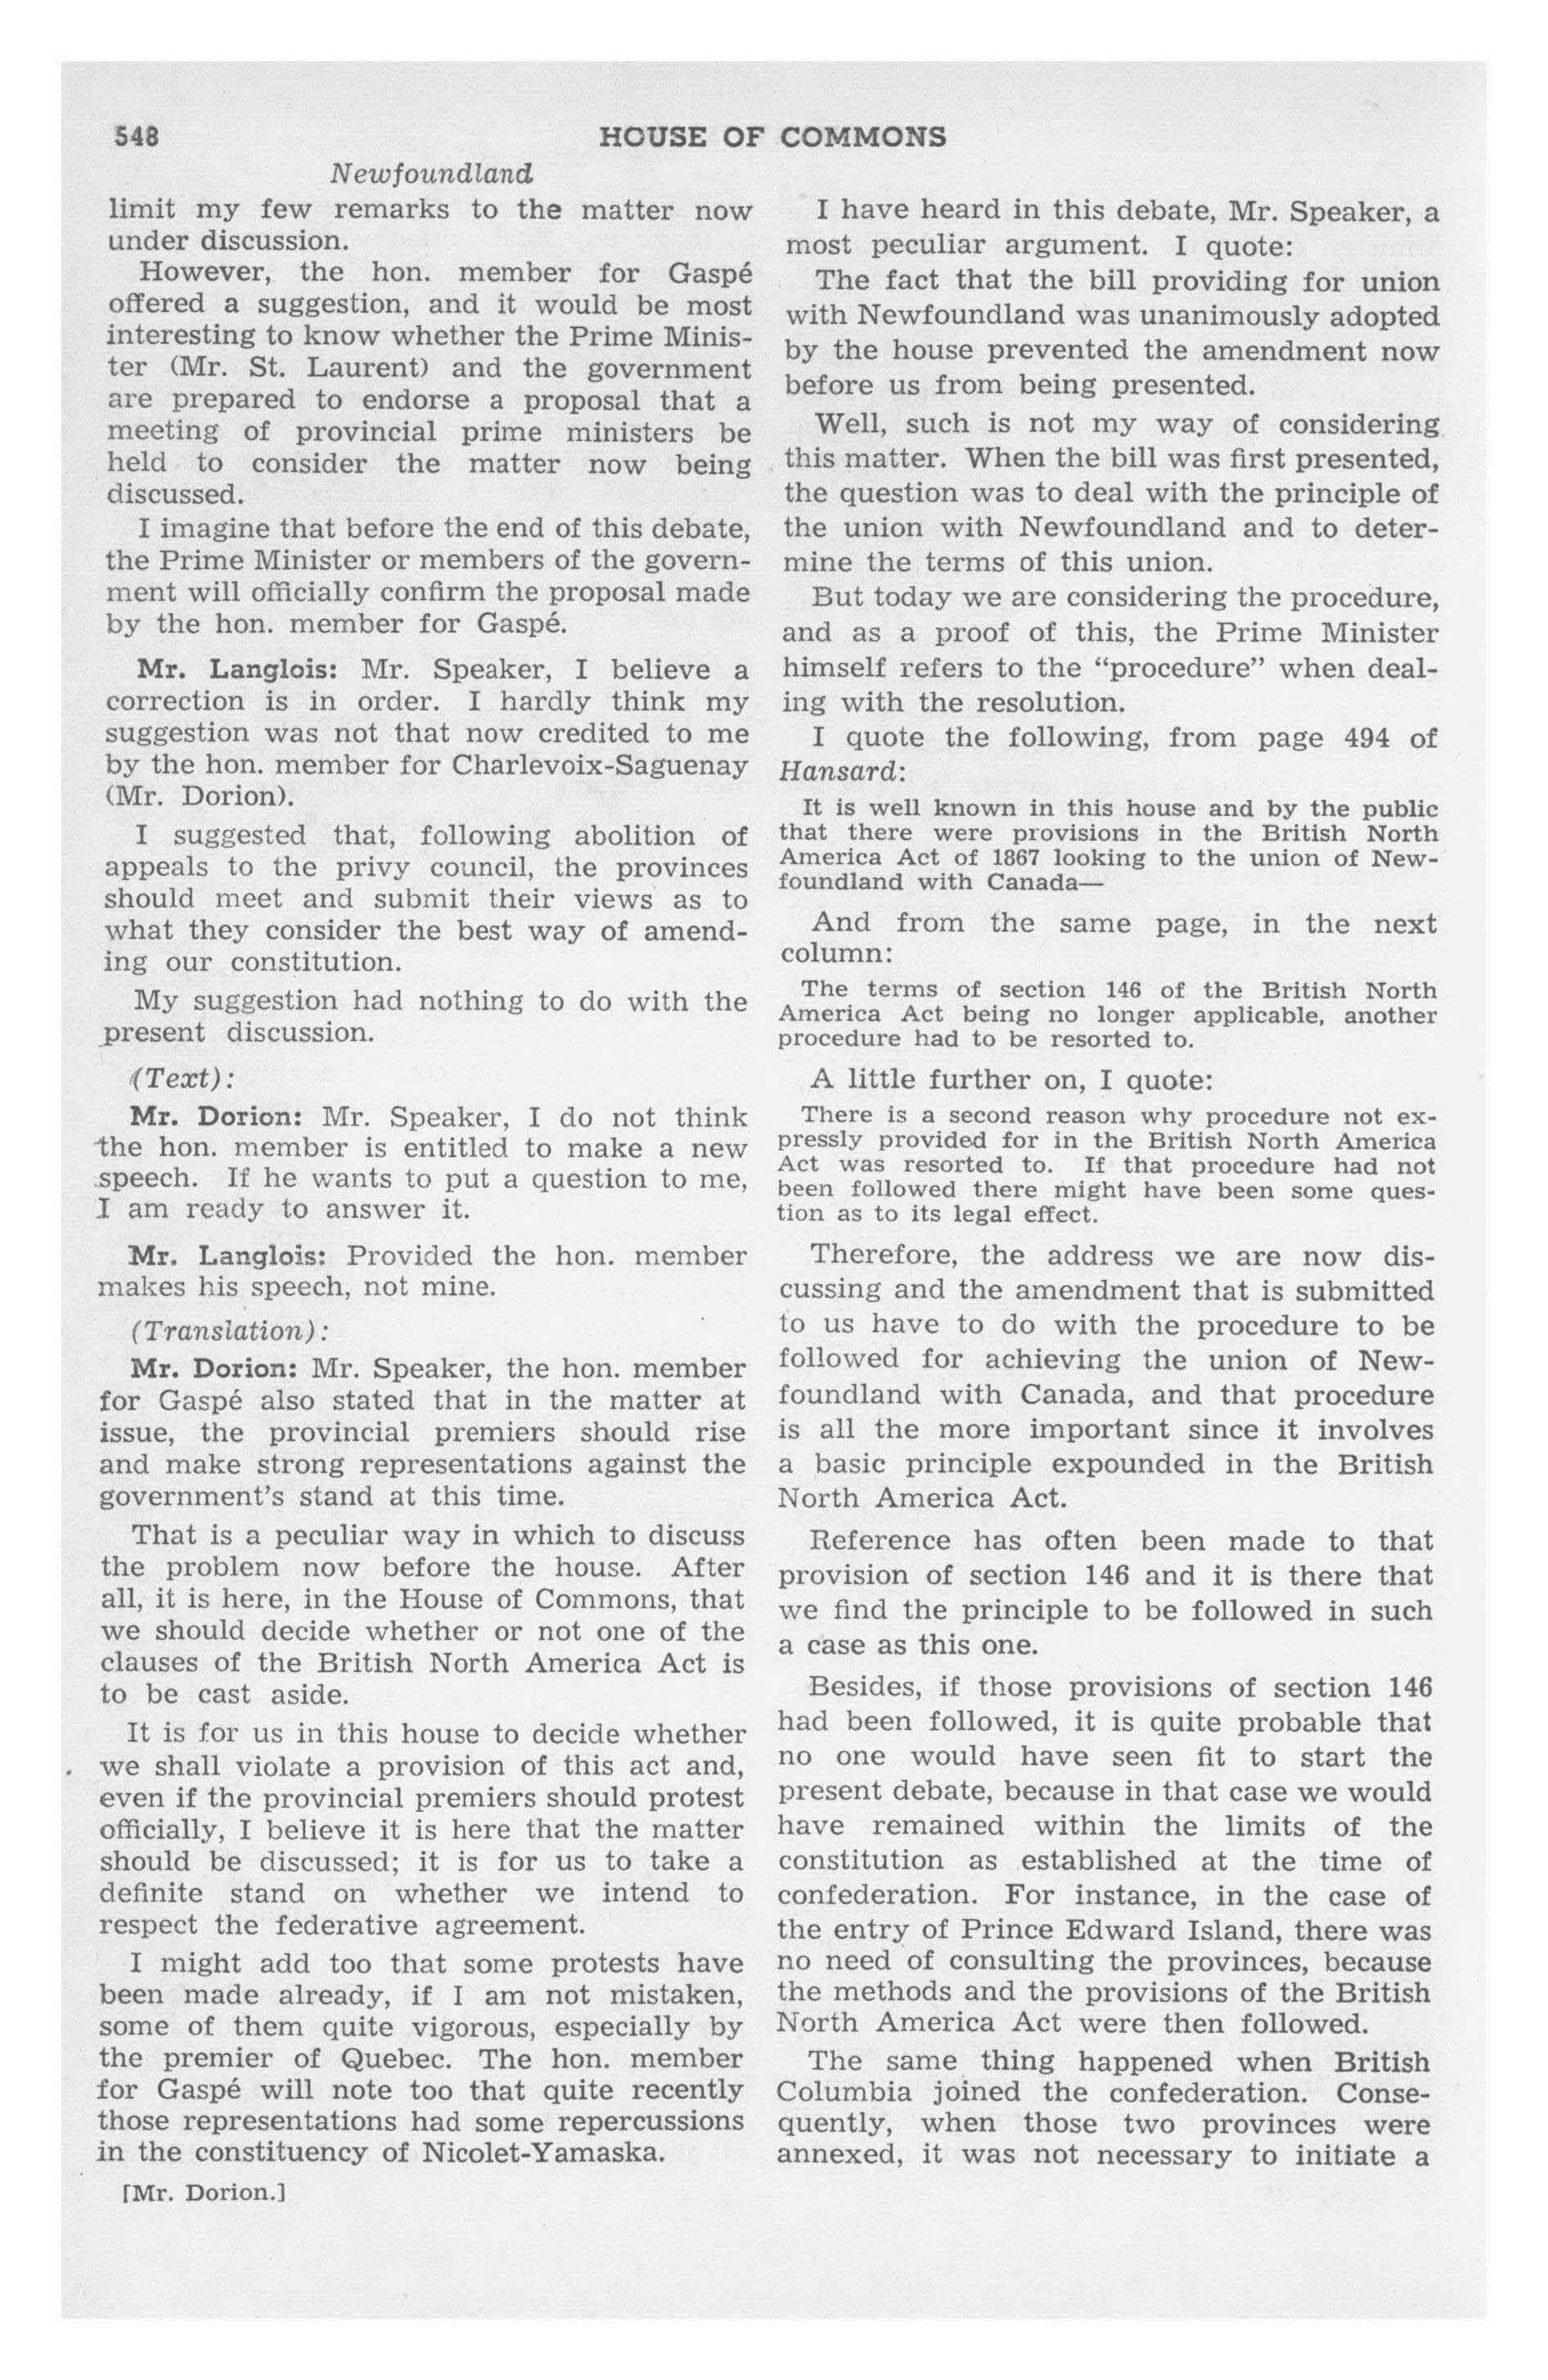 548
HOUSE OF COMMONS
Newfoundland
limit my few remarks to the matter now
under discussion.
However, the hon. member for Gaspé
offered a suggestion, and it would be most
interesting to know whether the Prime Minis-
ter (Mr. St. Laurent) and the government
are prepared to endorse a proposal that a
meeting of provincial prime ministers be
held to consider the matter now being
discussed.
I imagine that before the end of this debate,
the Prime Minister or members of the govern-
ment will officially confirm the proposal made
by the hon. member for Gaspé.
Mr. Langlois: Mr. Speaker, I believe a
correction is in order. I hardly think my
suggestion was not that now credited to me
by the hon. member for Charlevoix-Saguenay
(Mr. Dorion).
I suggested that, following abolition of
appeals to the privy council, the provinces
should meet and submit their views as to
what they consider the best way of amend-
ing our constitution.
My suggestion had nothing to do with the
present discussion.
(Text):
Mr. Dorion: Mr. Speaker, I do not think
the hon. member is entitled to make a new
speech. If he wants to put a question to me,
I am ready to answer it.
Mr. Langlois: Provided the hon. member
makes his speech, not mine.
(Translation):
Mr. Dorion: Mr. Speaker, the hon. member
for Gaspé also stated that in the matter at
issue, the provincial premiers should rise
and make strong representations against the
government's stand at this time.
That is a peculiar way in which to discuss
the problem now before the house. After
all, it is here, in the House of Commons, that
we should decide whether or not one of the
clauses of the British North America Act is
to be cast aside.
It is for us in this house to decide whether
we shall violate a provision of this act and,
even if the provincial premiers should protest
officially, I believe it is here that the matter
should be discussed; it is for us to take a
definite stand on whether we intend to
respect the federative agreement.
I might add too that some protests have
been made already, if I am not mistaken,
some of them quite vigorous, especially by
the premier of Quebec. The hon. member
for Gaspé will note too that quite recently
those representations had some repercussions
in the constituency of Nicolet-Yamaska.
[Mr. Dorion.]
I have heard in this debate, Mr. Speaker, a
most peculiar argument. I quote:
The fact that the bill providing for union
with Newfoundland was unanimously adopted
by the house prevented the amendment now
before us from being presented.
Well, such is not my way of considering
this matter. When the bill was first presented,
the question was to deal with the principle of
the union with Newfoundland and to deter-
mine the terms of this union.
But today we are considering the procedure,
and as a proof of this, the Prime Minister
himself refers to the “procedure” when deal-
ing with the resolution.
I quote the following, from page 494 of
Hansard:
It is well known in this house and by the public
that there were provisions in the British North
America Act of 1867 looking to the union of New-
foundland with Canada—
And from the same page, in the next
column:
The terms of section 146 of the British North
America Act being no longer applicable, another
procedure had to be resorted to.
A little further on, I quote:
There is a second reason why procedure not ex-
pressly provided for in the British North America
Act was resorted to. If that procedure had not
been followed there might have been some ques-
tion as to its legal effect.
Therefore, the address we are now dis-
cussing and the amendment that is submitted
to us have to do with the procedure to be
followed for achieving the union of New-
foundland with Canada, and that procedure
is all the more important since it involves
a basic principle expounded in the British
North America Act.
Reference has often been made to that
provision of section 146 and it is there that
we find the principle to be followed in such
a case as this one.
Besides, if those provisions of section 146
had been followed, it is quite probable that
no one would have seen fit to start the
present debate, because in that case we would
have remained within the limits of the
constitution as established at the time of
confederation. For instance, in the case of
the entry of Prince Edward Island, there was
no need of consulting the provinces, because
the methods and the provisions of the British
North America Act were then followed.
The same thing happened when British
Columbia joined the confederation. Conse-
quently, when those two provinces were
annexed, it was not necessary to initiate a